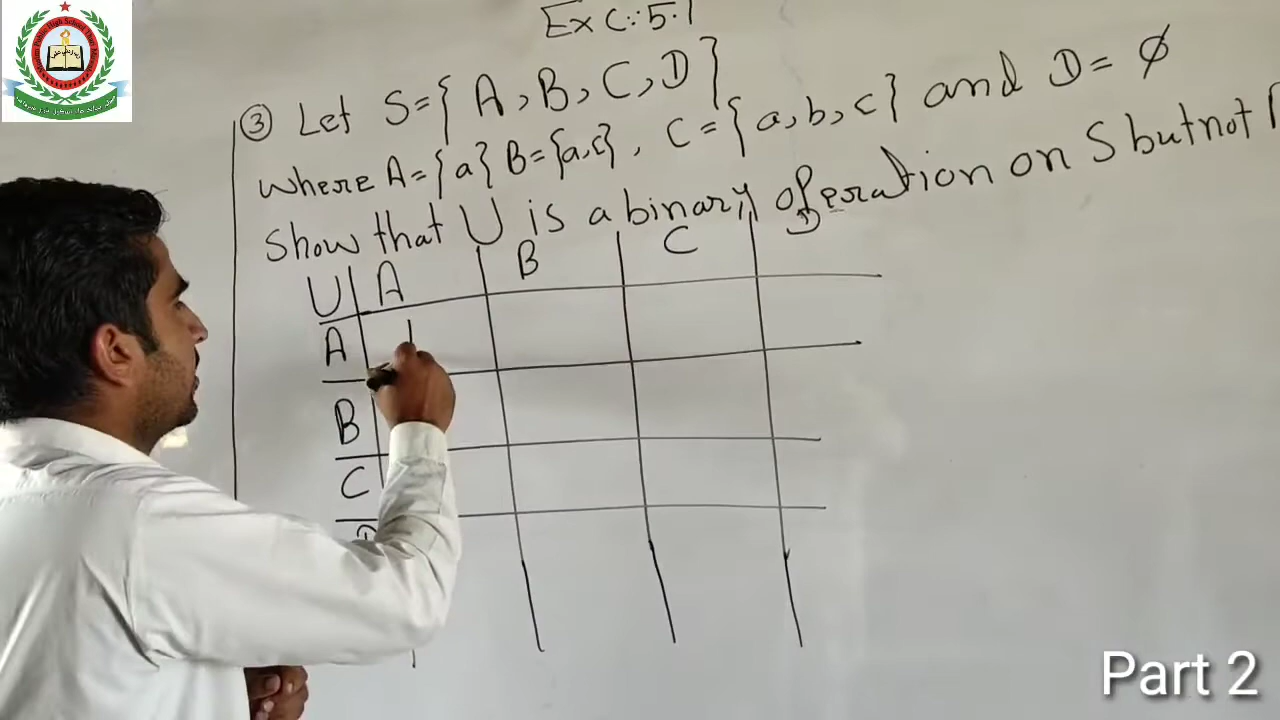 Ex C:5.1
③ Let S={A,B,C,D}
where A={a} B={a,c}, C={a,b,c} and D=∅
Show that U is a binary operation on S but not
U A B C D
A
B
C
D
Part 2